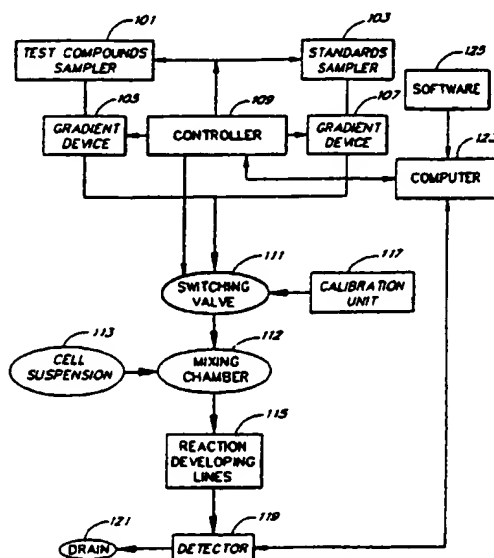 101
TEST COMPOUNDS
SAMPLER
103
STANDARDS
SAMPLER
125
SOFTWARE
105
GRADIENT
DEVICE
109
CONTROLLER
107
GRADIENT
DEVICE
123
COMPUTER
111
SWITCHING
VALVE
117
CALIBRATION
UNIT
113
CELL
SUSPENSION
112
MIXING
CHAMBER
115
REACTION
DEVELOPING
LINES
121
DRAIN
119
DETECTOR